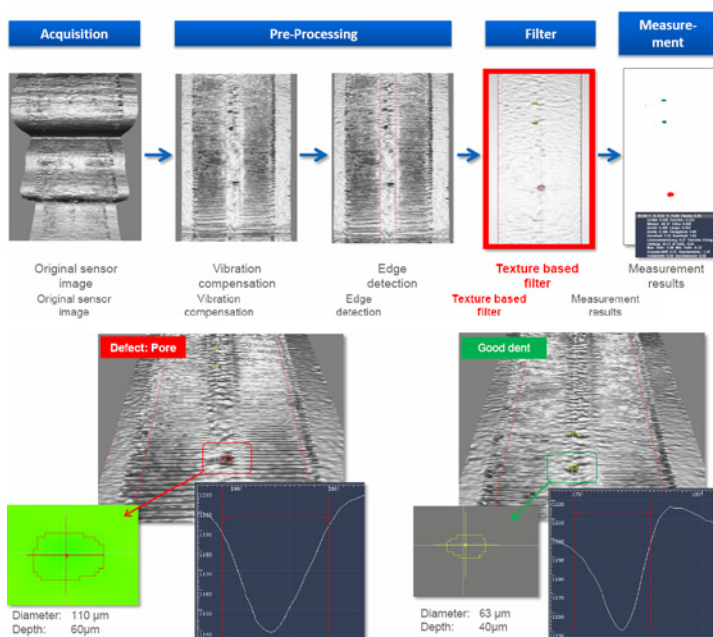 Acquisition
Pre-Processing
Filter
Measure-
ment
Original sensor
image
Vibration
compensation
Edge
detection
Texture based
filter
Measurement
results
Original sensor
image
Vibration
compensation
Edge
detection
Texture based
filter
Measurement
results
Defect: Pore
Good dent
Diameter: 110 µm
Depth: 60µm
Diameter: 63 µm
Depth: 40µm